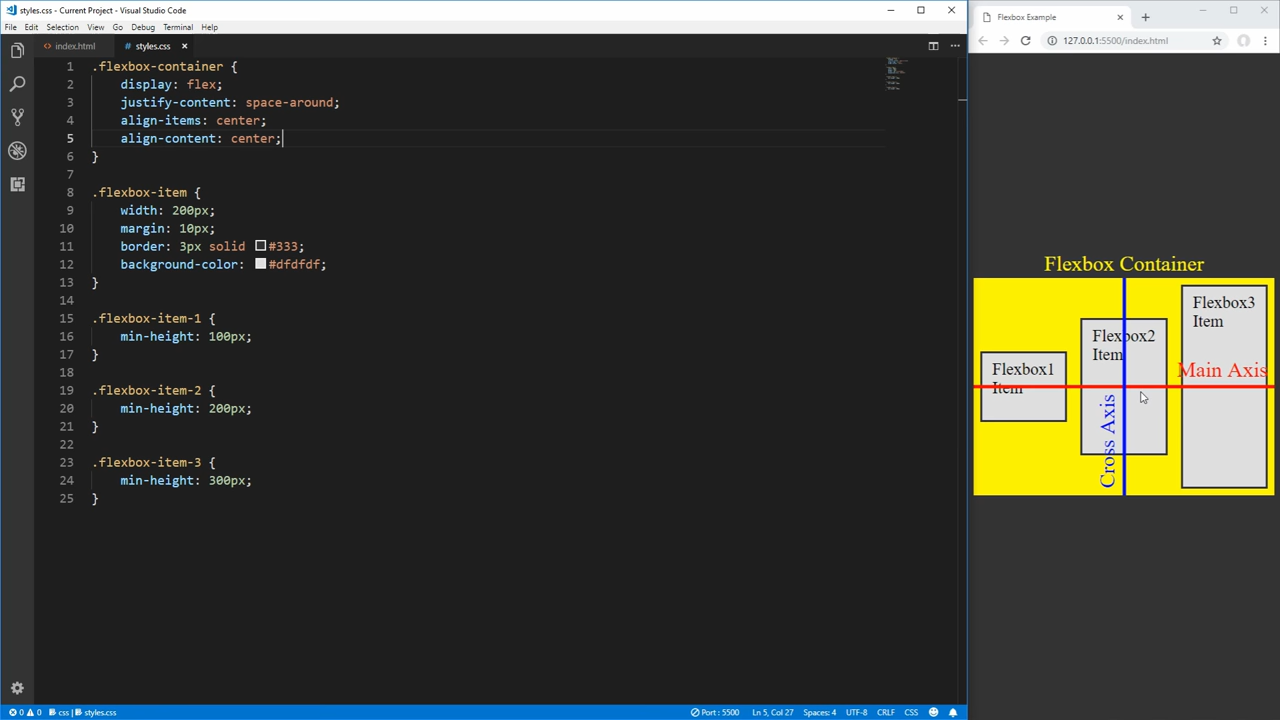 styles.css - Current Project - Visual Studio Code
File Edit Selection View Go Debug Terminal Help
index.html styles.css
1 .flexbox-container {
2 display: flex;
3 justify-content: space-around;
4 align-items: center;
5 align-content: center;
6 }
7
8 .flexbox-item {
9 width: 200px;
10 margin: 10px;
11 border: 3px solid #333;
12 background-color: #dfdfdf;
13 }
14
15 .flexbox-item-1 {
16 min-height: 100px;
17 }
18
19 .flexbox-item-2 {
20 min-height: 200px;
21 }
22
23 .flexbox-item-3 {
24 min-height: 300px;
25 }
0 0 css | styles.css
Port : 5500 Ln 5, Col 27 Spaces: 4 UTF-8 CRLF CSS
Flexbox Example
127.0.0.1:5500/index.html
Flexbox Container
Flexbox1
Item
Flexbox2
Item
Flexbox3
Item
Main Axis
Cross Axis